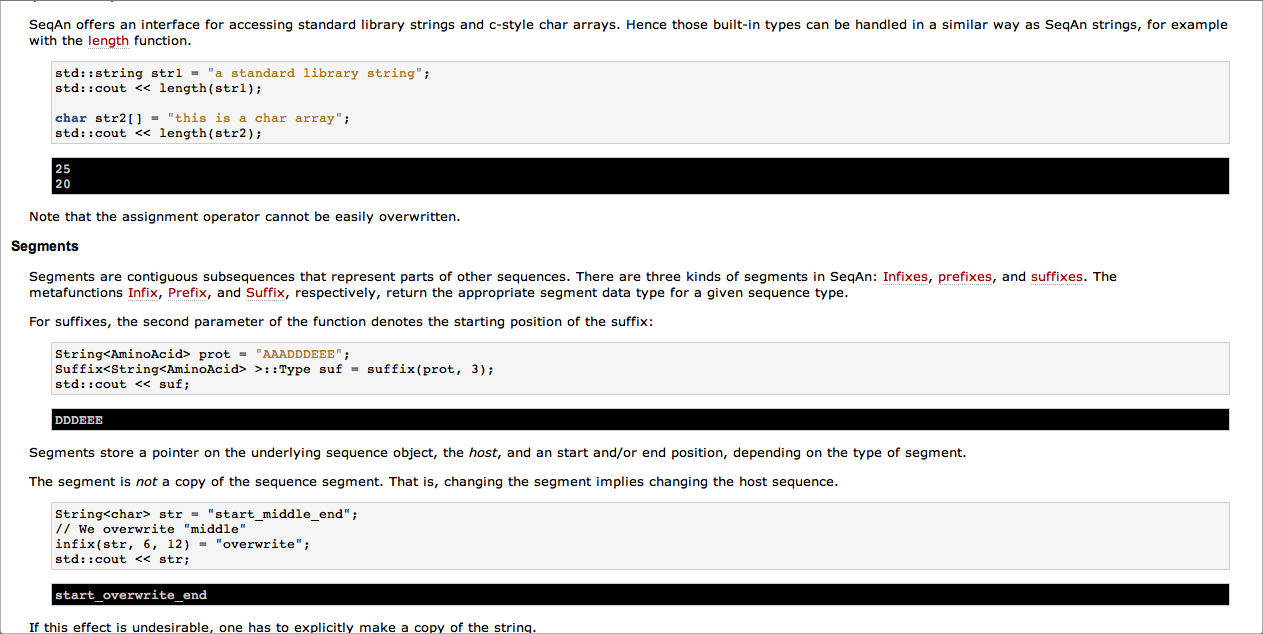 SeqAn offers an interface for accessing standard library strings and c-style char arrays. Hence those built-in types can be handled in a similar way as SeqAn strings, for example
with the length function.
std::string str1 = "a standard library string";
std::cout << length(str1);
char str2[] = "this is a char array";
std::cout << length(str2);
25
20
Note that the assignment operator cannot be easily overwritten.
Segments
Segments are contiguous subsequences that represent parts of other sequences. There are three kinds of segments in SeqAn: Infixes, prefixes, and suffixes. The
metafunctions Infix, Prefix, and Suffix, respectively, return the appropriate segment data type for a given sequence type.
For suffixes, the second parameter of the function denotes the starting position of the suffix:
String<AminoAcid> prot = "AAADDDEEE";
Suffix<String<AminoAcid> >::Type suf = suffix(prot, 3);
std::cout << suf;
DDDEEE
Segments store a pointer on the underlying sequence object, the host, and an start and/or end position, depending on the type of segment.
The segment is not a copy of the sequence segment. That is, changing the segment implies changing the host sequence.
String<char> str = "start_middle_end";
// We overwrite "middle"
infix(str, 6, 12) = "overwrite";
std::cout << str;
start_overwrite_end
If this effect is undesirable, one has to explicitly make a copy of the string.